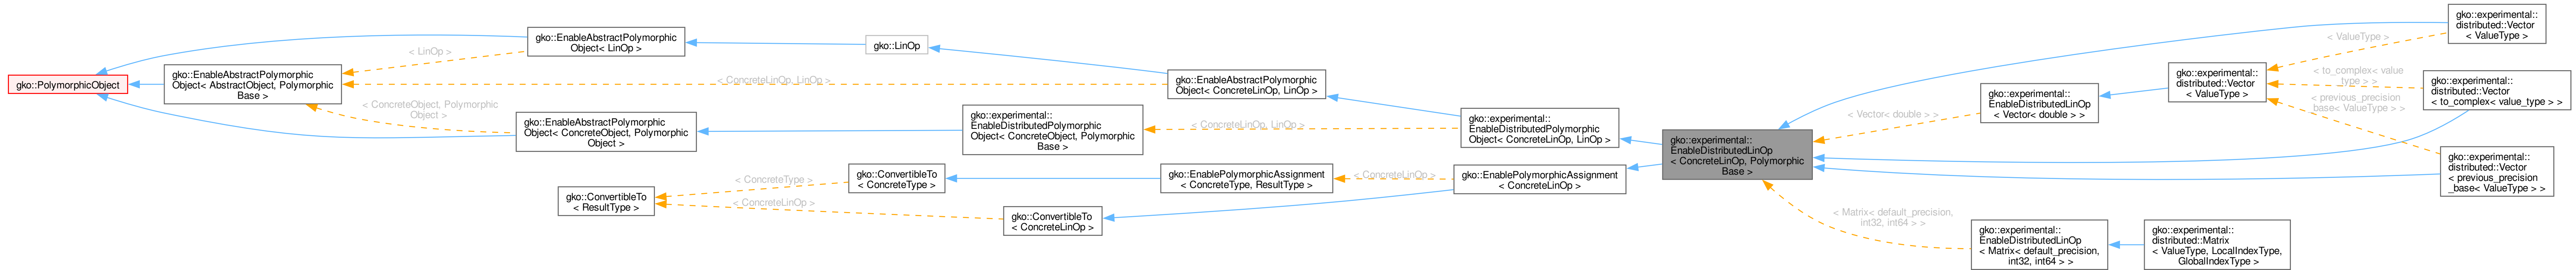 gko::PolymorphicObject
gko::EnableAbstractPolymorphic
Object< AbstractObject, Polymorphic
Base >
< LinOp >
gko::EnableAbstractPolymorphic
Object< LinOp >
< ConcreteObject, Polymorphic
Object >
gko::EnableAbstractPolymorphic
Object< ConcreteObject, Polymorphic
Object >
gko::ConvertibleTo
< ResultType >
< ConcreteLinOp, LinOp >
gko::LinOp
gko::experimental::
EnableDistributedPolymorphic
Object< ConcreteObject, Polymorphic
Base >
< ConcreteType >
gko::ConvertibleTo
< ConcreteType >
< ConcreteLinOp >
gko::ConvertibleTo
< ConcreteLinOp >
gko::EnableAbstractPolymorphic
Object< ConcreteLinOp, LinOp >
< ConcreteLinOp, LinOp >
gko::EnablePolymorphicAssignment
< ConcreteType, ResultType >
< ConcreteLinOp >
gko::experimental::
EnableDistributedPolymorphic
Object< ConcreteLinOp, LinOp >
gko::EnablePolymorphicAssignment
< ConcreteLinOp >
gko::experimental::
EnableDistributedLinOp
< ConcreteLinOp, Polymorphic
Base >
< Vector< double > >
gko::experimental::
EnableDistributedLinOp
< Vector< double > >
< Matrix< default_precision,
int32, int64 > >
gko::experimental::
EnableDistributedLinOp
< Matrix< default_precision,
int32, int64 > >
gko::experimental::
distributed::Vector
< ValueType >
gko::experimental::
distributed::Matrix
< ValueType, LocalIndexType,
GlobalIndexType >
< ValueType >
< to_complex< value
_type > >
< previous_precision
_base< ValueType > >
gko::experimental::
distributed::Vector
< ValueType >
gko::experimental::
distributed::Vector
< to_complex< value_type > >
gko::experimental::
distributed::Vector
< previous_precision
_base< ValueType > >